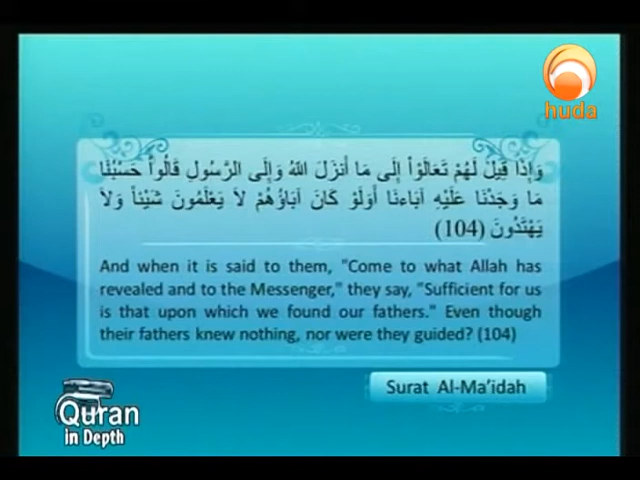 huda
وَإِذَا قِيلَ لَهُمْ تَعَالَوْاْ إِلَى مَا أَنزَلَ اللهُ وَإِلَى الرَّسُولِ قَالُواْ حَسْبُنَا
مَا وَجَدْنَا عَلَيْهِ آبَاءنَا أَوَلَوْ كَانَ آبَاؤُهُمْ لاَ يَعْلَمُونَ شَيْئاً وَلاَ
يَهْتَدُونَ (104)
And when it is said to them, "Come to what Allah has
revealed and to the Messenger," they say, "Sufficient for us
is that upon which we found our fathers." Even though
their fathers knew nothing, nor were they guided? (104)
Surat Al-Ma'idah
Quran
in Depth